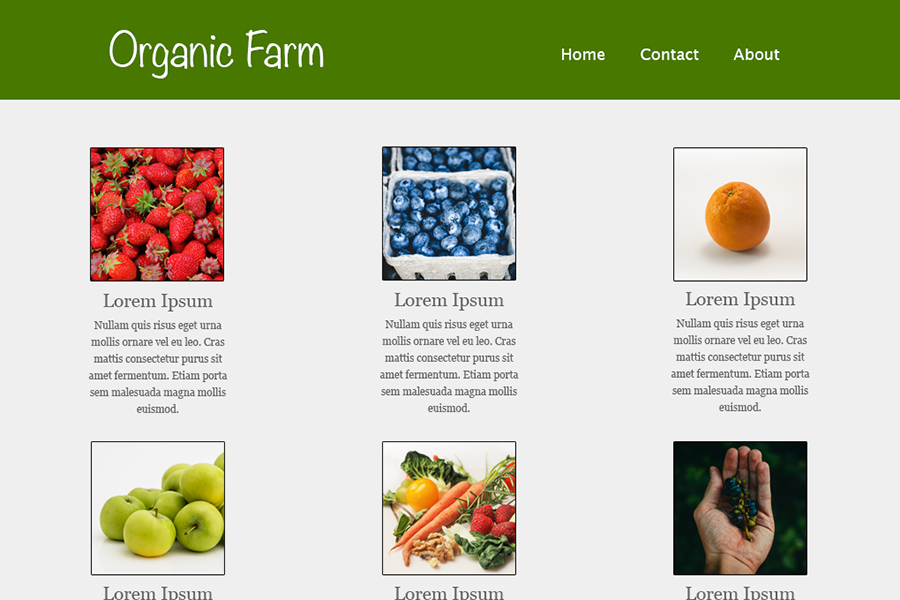 Organic Farm
Home Contact About
Lorem Ipsum
Nullam quis risus eget urna
mollis ornare vel eu leo. Cras
mattis consectetur purus sit
amet fermentum. Etiam porta
sem malesuada magna mollis
euismod.
Lorem Ipsum
Nullam quis risus eget urna
mollis ornare vel eu leo. Cras
mattis consectetur purus sit
amet fermentum. Etiam porta
sem malesuada magna mollis
euismod.
Lorem Ipsum
Nullam quis risus eget urna
mollis ornare vel eu leo. Cras
mattis consectetur purus sit
amet fermentum. Etiam porta
sem malesuada magna mollis
euismod.
Lorem Ipsum
Lorem Ipsum
Lorem Ipsum